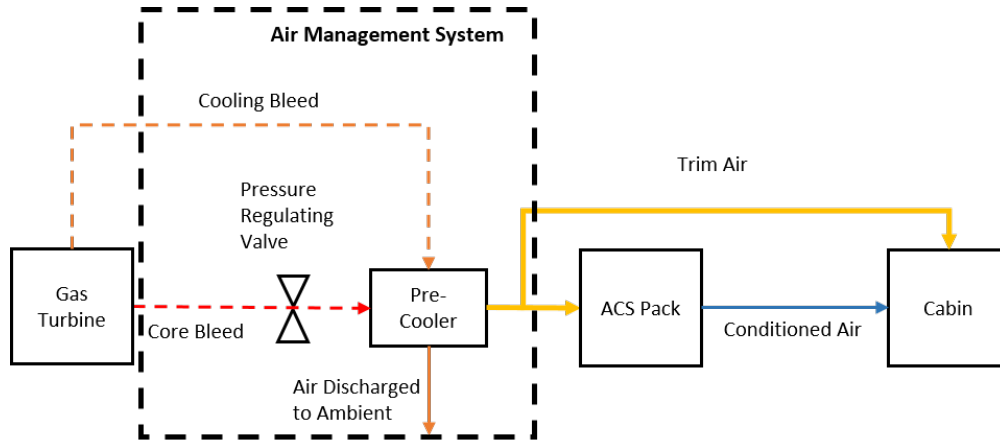 Air Management System
Cooling Bleed
Trim Air
Pressure
Regulating
Valve
Gas
Turbine
Core Bleed
Pre-
Cooler
ACS Pack
Conditioned Air
Cabin
Air Discharged
to Ambient